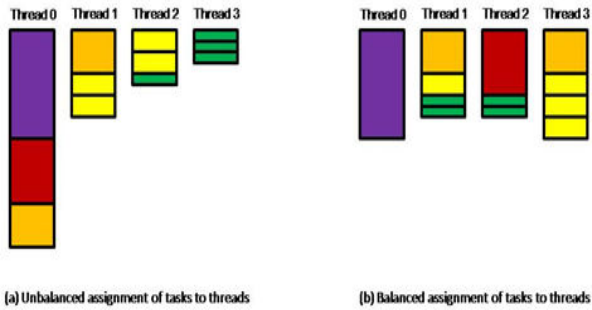 Thread 0 Thread 1 Thread 2 Thread 3 Thread 0 Thread 1 Thread 2 Thread 3
(a) Unbalanced assignment of tasks to threads (b) Balanced assignment of tasks to threads